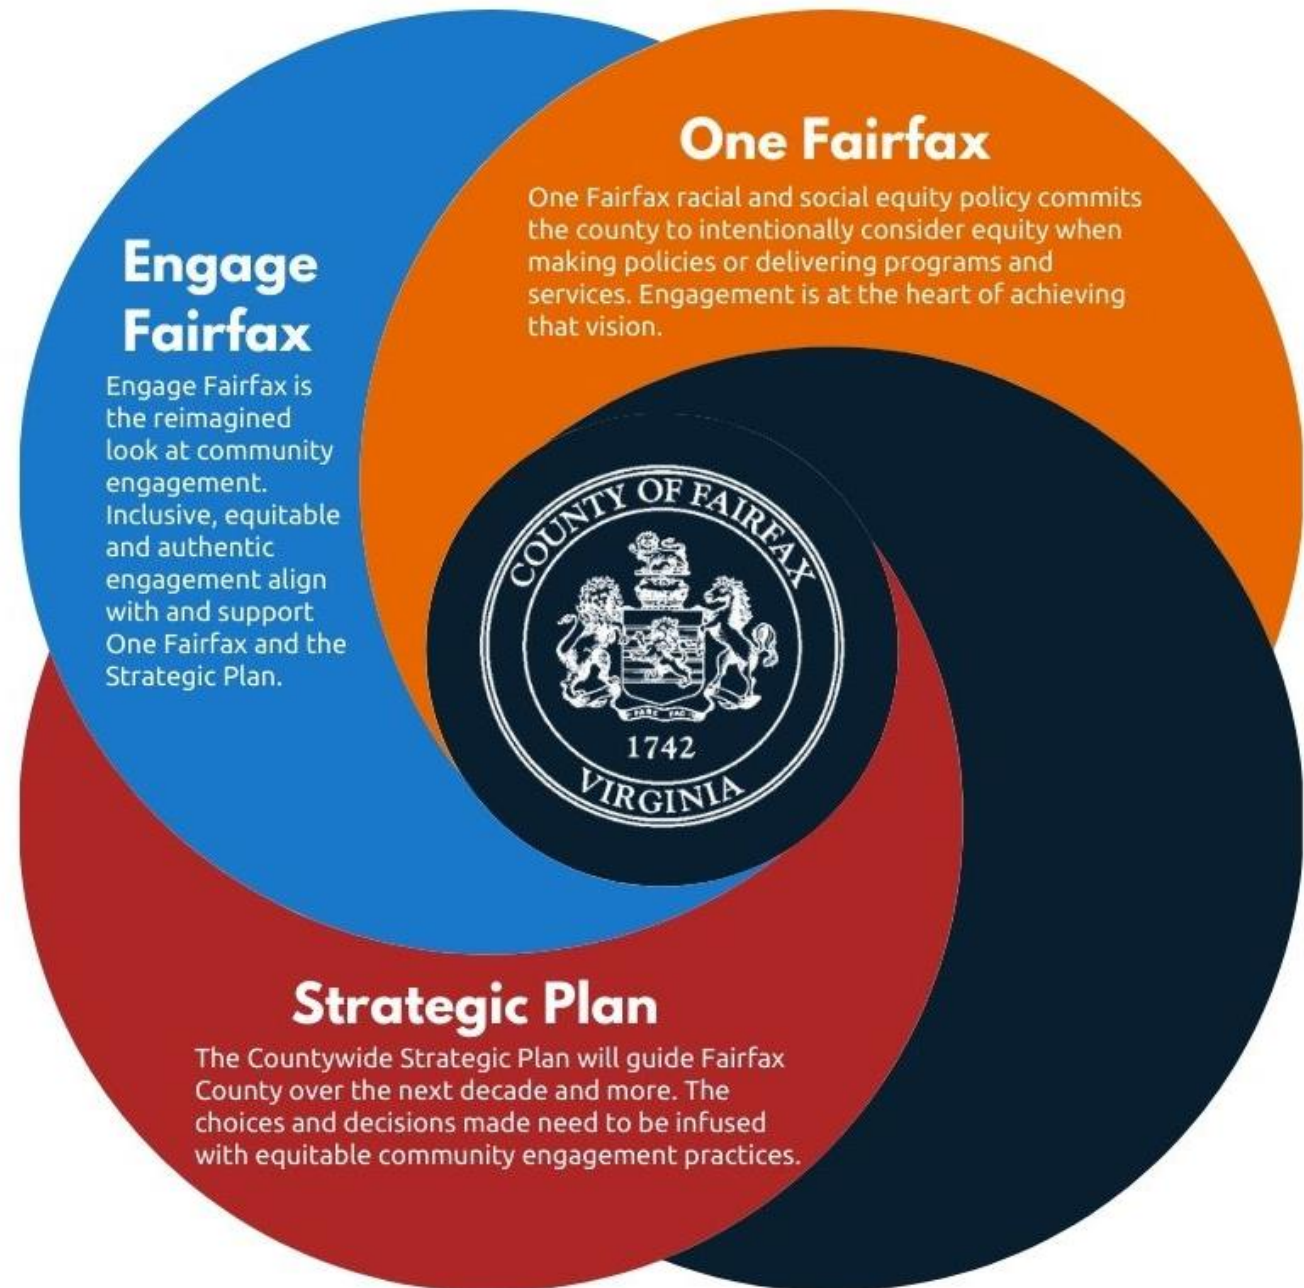 One Fairfax
One Fairfax racial and social equity policy commits
the county to intentionally consider equity when
making policies or delivering programs and
services. Engagement is at the heart of achieving
that vision.
Engage
Fairfax
Engage Fairfax is
the reimagined
look at community
engagement.
Inclusive, equitable
and authentic
engagement align
with and support
One Fairfax and the
Strategic Plan.
COUNTY OF FAIRFAX
1742
VIRGINIA
Strategic Plan
The Countywide Strategic Plan will guide Fairfax
County over the next decade and more. The
choices and decisions made need to be infused
with equitable community engagement practices.